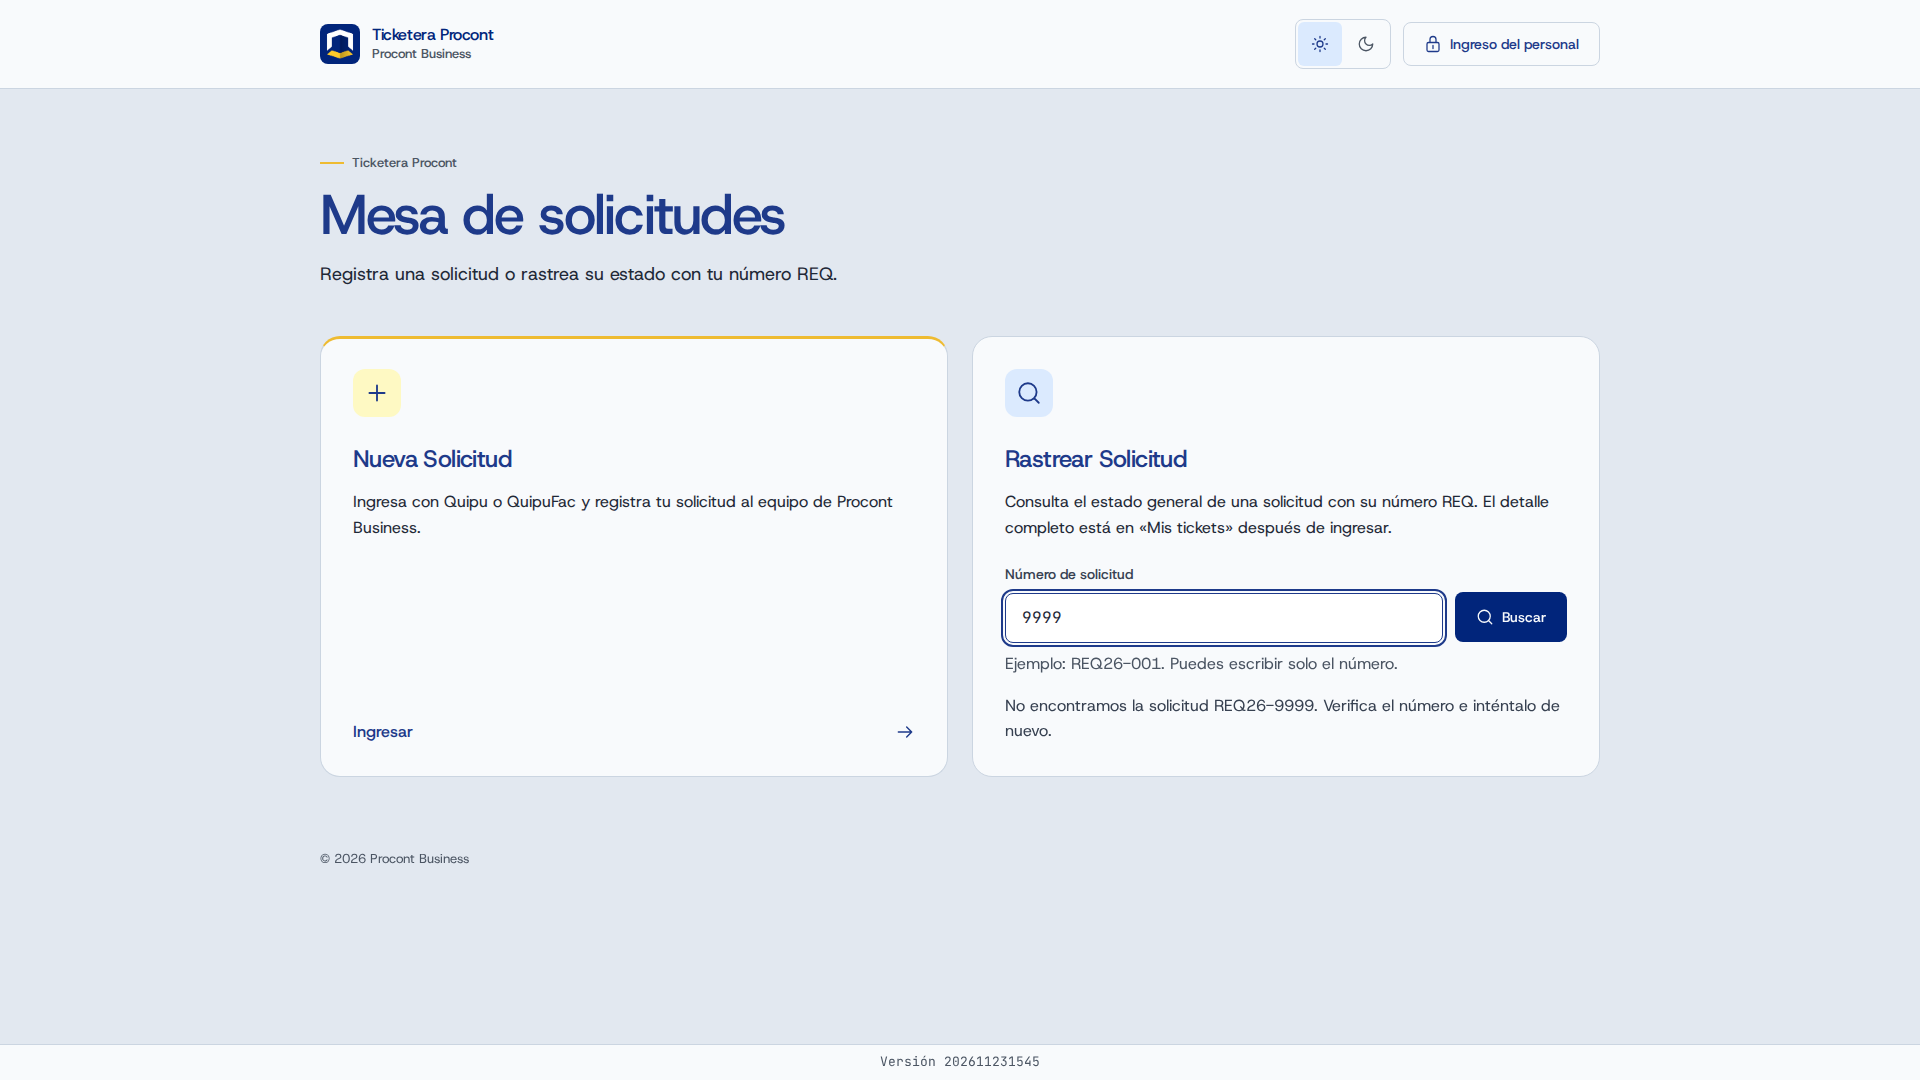 Ticketera Procont
Procont Business
Ingreso del personal
Ticketera Procont
Mesa de solicitudes
Registra una solicitud o rastrea su estado con tu número REQ.
Nueva Solicitud
Ingresa con Quipu o QuipuFac y registra tu solicitud al equipo de Procont
Business.
Ingresar
Rastrear Solicitud
Consulta el estado general de una solicitud con su número REQ. El detalle
completo está en «Mis tickets» después de ingresar.
Número de solicitud
9999
Buscar
Ejemplo: REQ26-001. Puedes escribir solo el número.
No encontramos la solicitud REQ26-9999. Verifica el número e inténtalo de
nuevo.
© 2026 Procont Business
Versión 202611231545